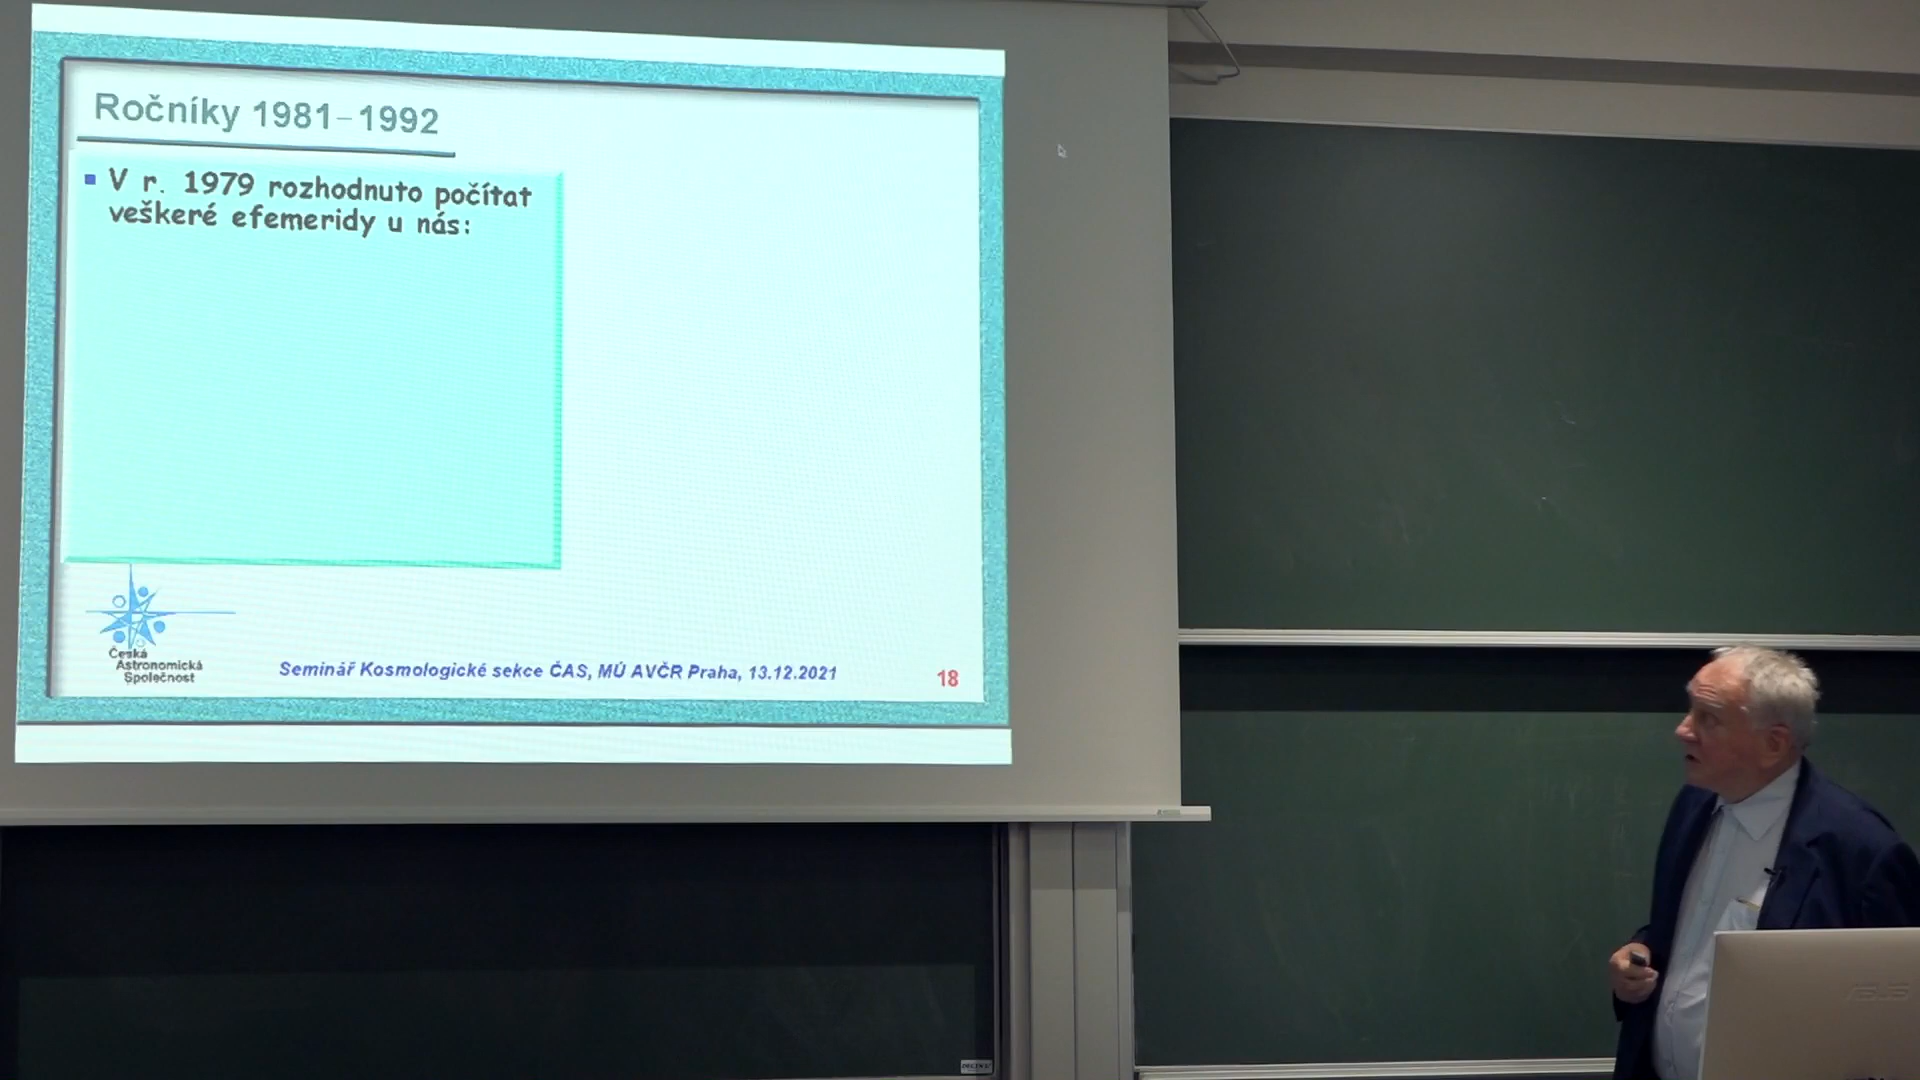 Ročníky 1981–1992
V r. 1979 rozhodnuto počítat
veškeré efemeridy u nás:
Česká
Astronomická
Společnost
Seminář Kosmologické sekce ČAS, MÚ AVČR Praha, 13.12.2021
18
ASUS